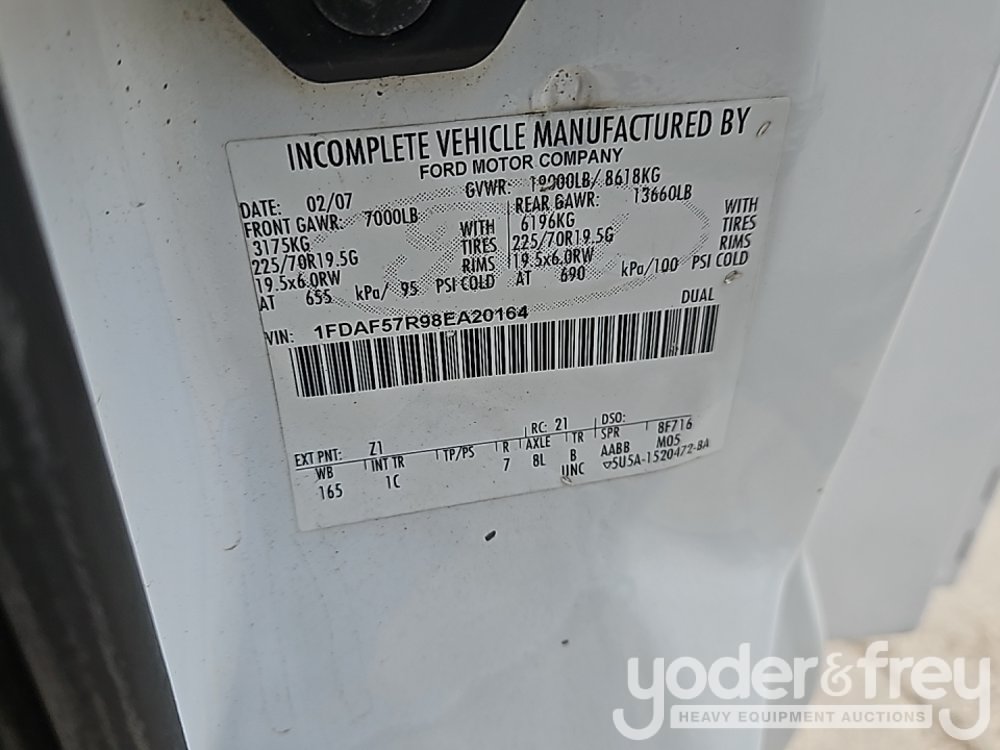 INCOMPLETE VEHICLE MANUFACTURED BY
FORD MOTOR COMPANY
DATE: 02/07 GVWR: 19000LB/ 8618KG
FRONT GAWR: 7000LB REAR GAWR: 13660LB
3175KG WITH 6196KG WITH
225/70R19.5G TIRES 225/70R19.5G TIRES
19.5x6.0RW RIMS 19.5x6.0RW RIMS
AT 655 kPa/ 95 PSI COLD AT 690 kPa/100 PSI COLD
DUAL
VIN: 1FDAF57R98EA20164
EXT PNT: Z1 RC: 21 DSO: 8F716
WB INT TR TP/PS R AXLE TR SPR M05
165 1C 7 8L B AABB
UNC ▽5U5A-1520472-BA
yoder&frey
HEAVY EQUIPMENT AUCTIONS